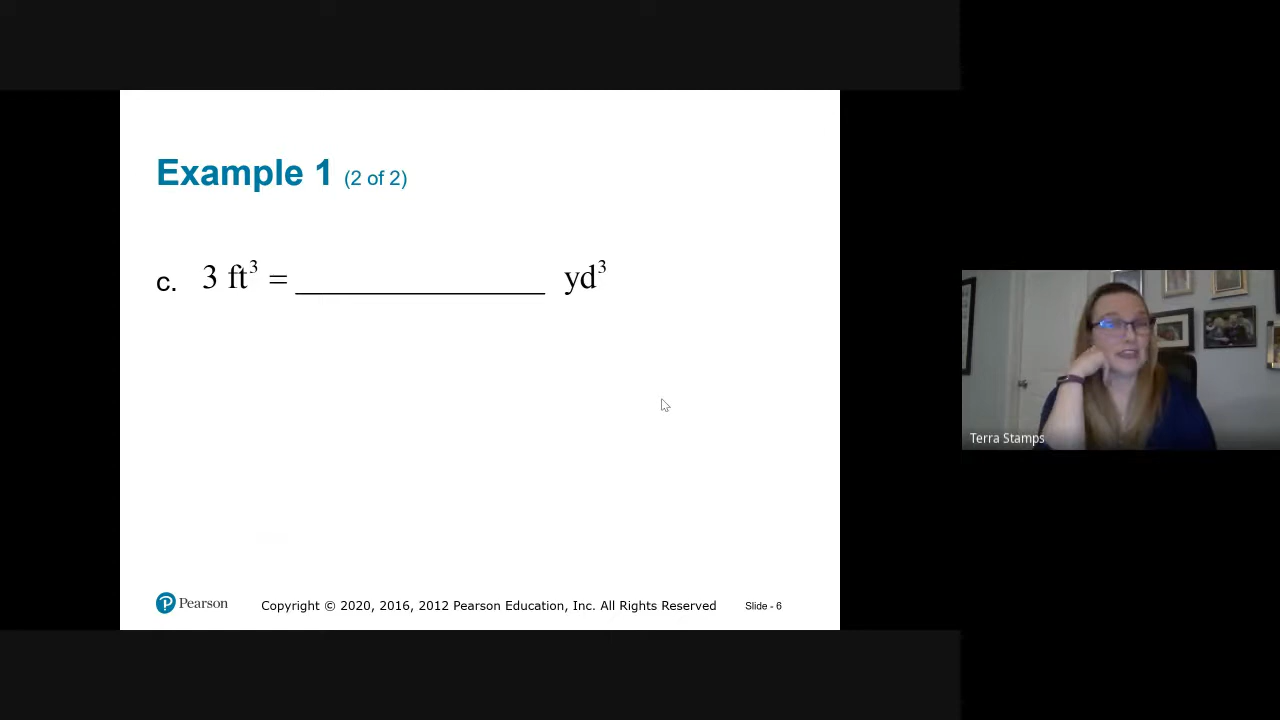 Example 1 (2 of 2)
c. 3 ft³ = _______________ yd³
Terra Stamps
Pearson
Copyright © 2020, 2016, 2012 Pearson Education, Inc. All Rights Reserved
Slide - 6